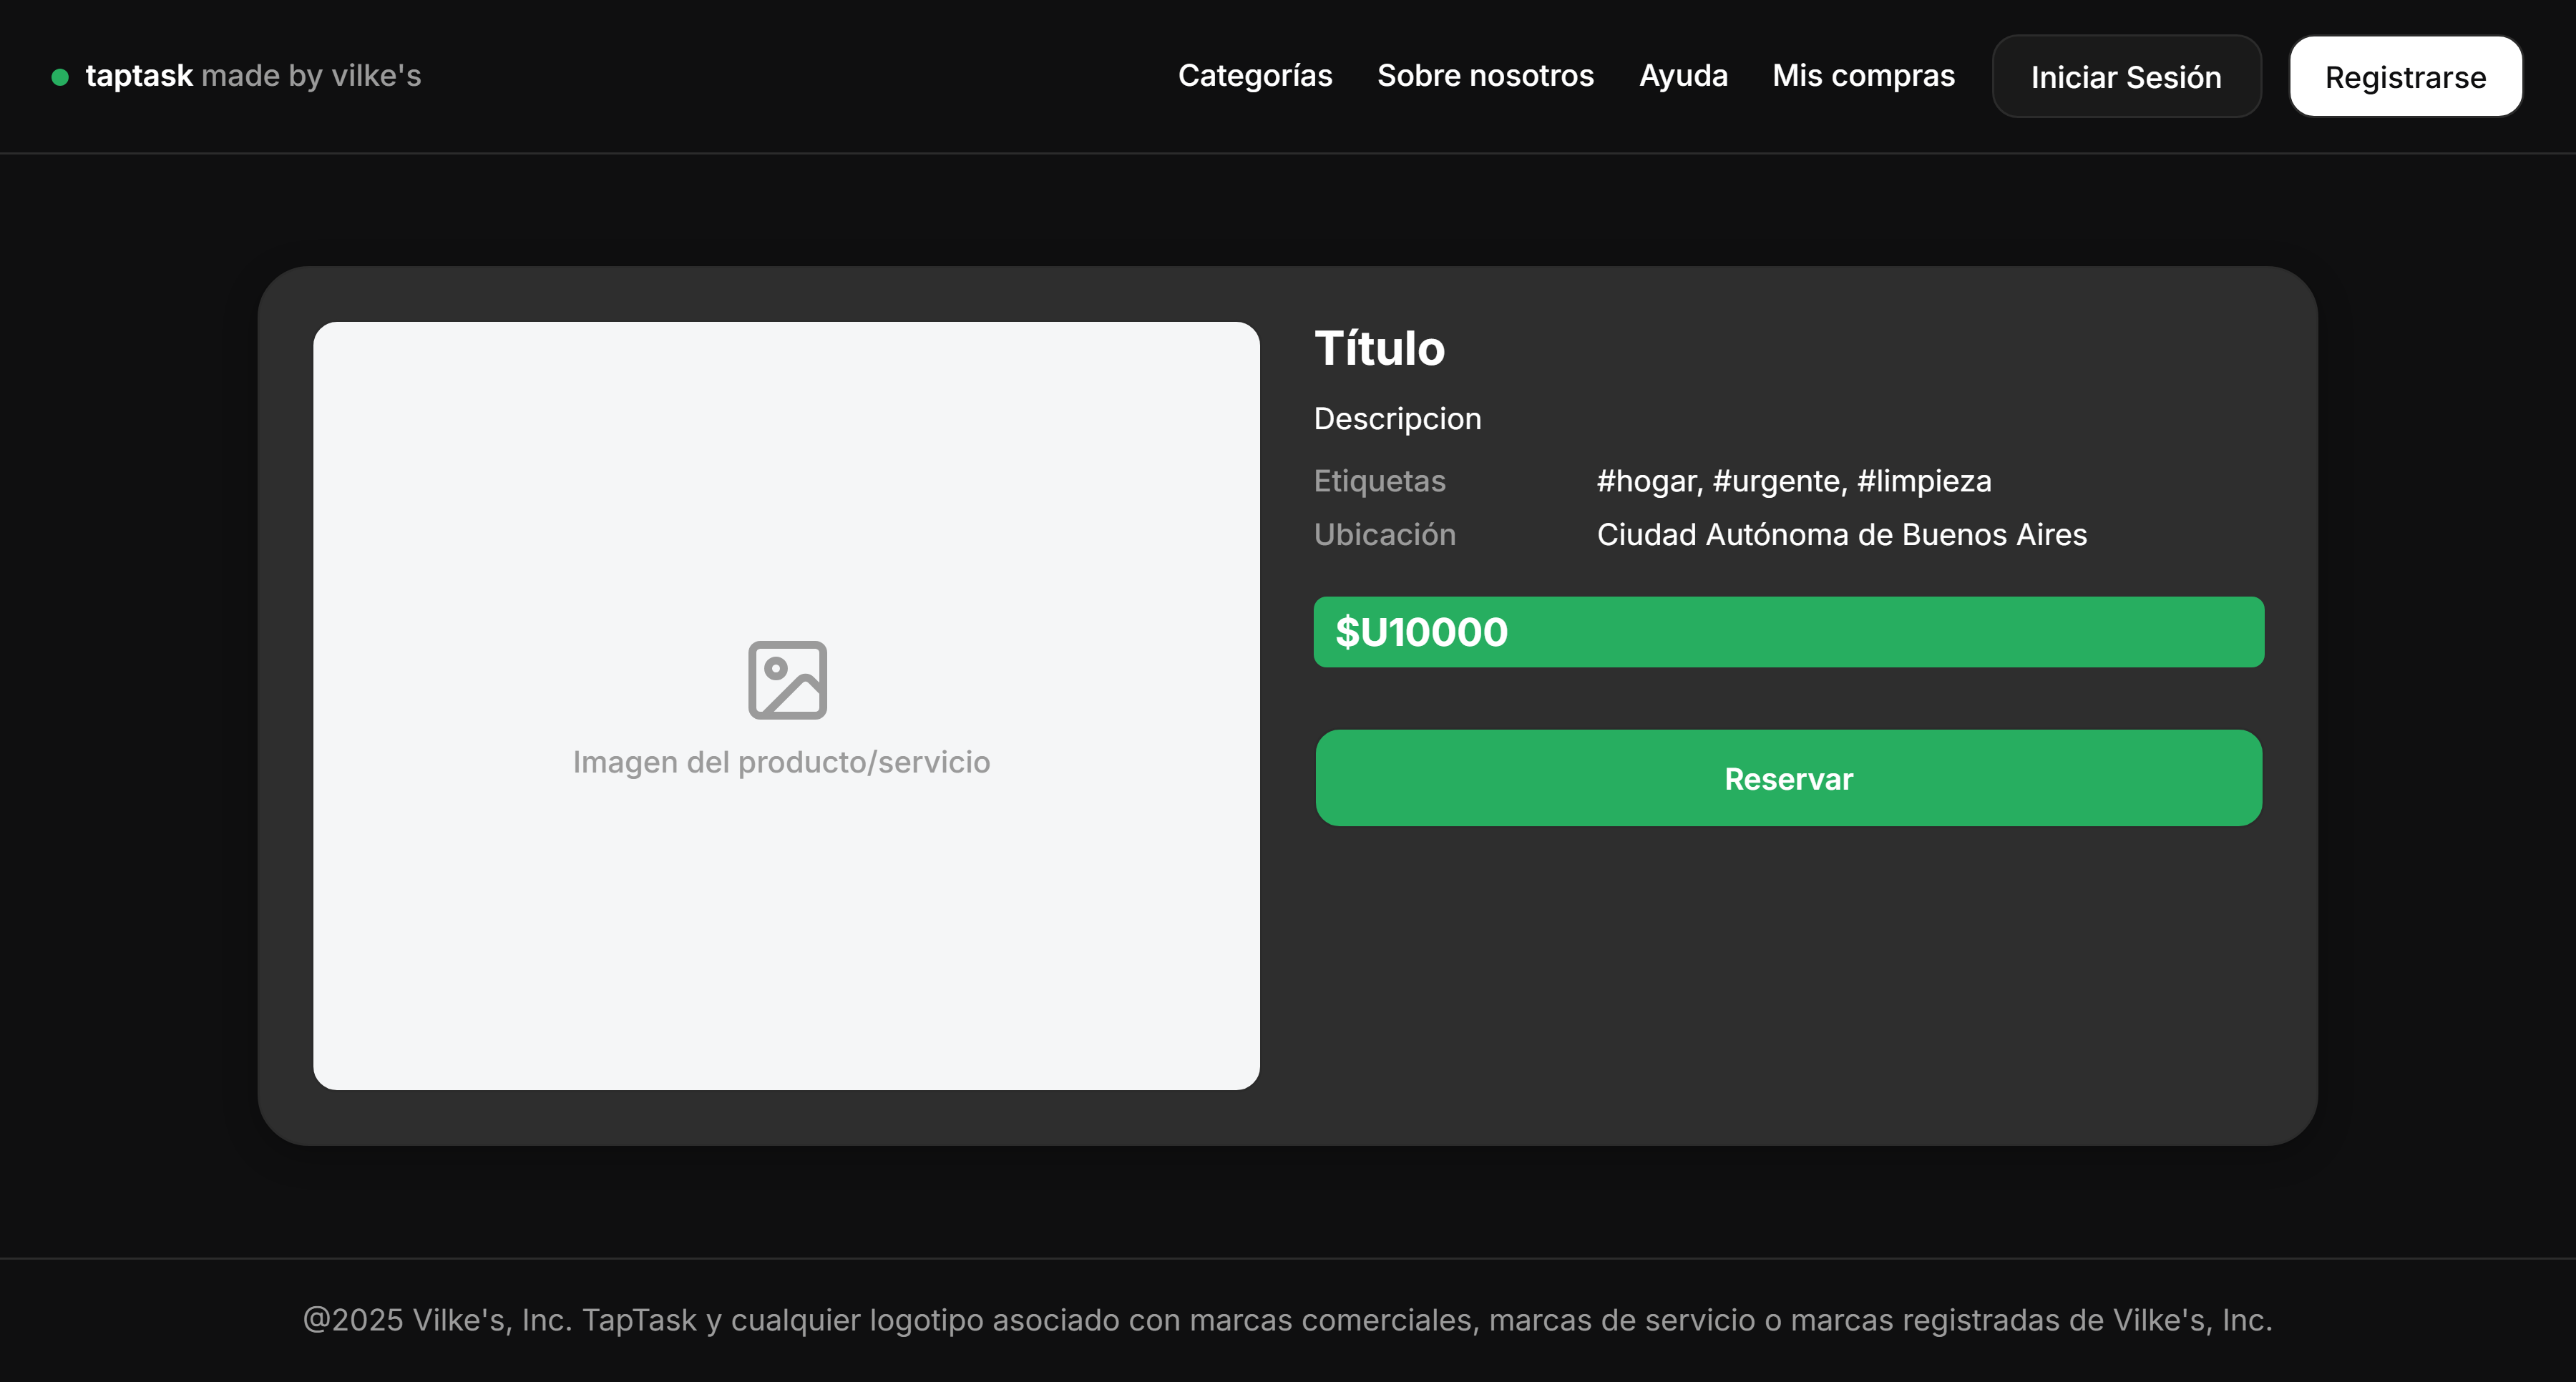 taptask made by vilke's
Categorías Sobre nosotros Ayuda Mis compras Iniciar Sesión Registrarse
Imagen del producto/servicio
Título
Descripcion
Etiquetas #hogar, #urgente, #limpieza
Ubicación Ciudad Autónoma de Buenos Aires
$U10000
Reservar
@2025 Vilke's, Inc. TapTask y cualquier logotipo asociado con marcas comerciales, marcas de servicio o marcas registradas de Vilke's, Inc.